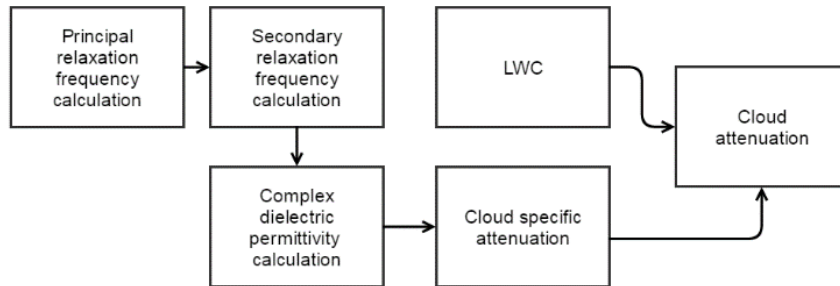 Principal
relaxation
frequency
calculation
Secondary
relaxation
frequency
calculation
LWC
Cloud
attenuation
Complex
dielectric
permittivity
calculation
Cloud specific
attenuation